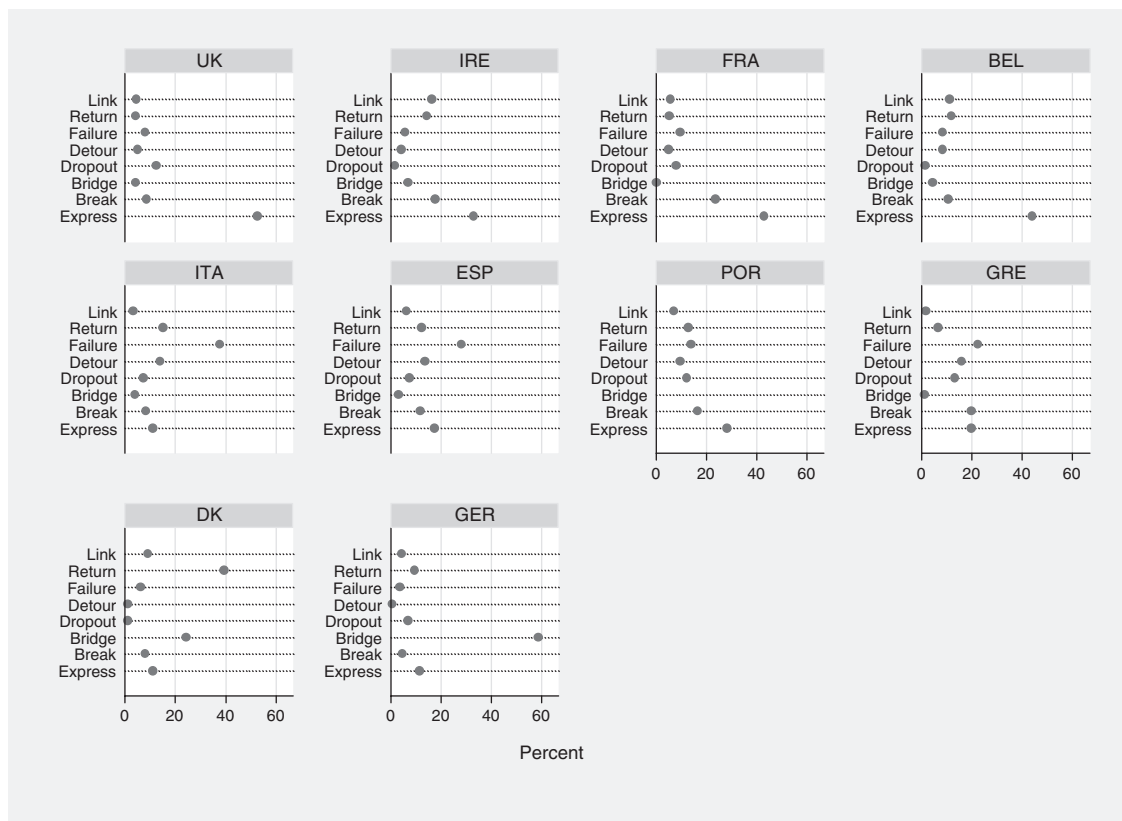 UK
Link
Return
Failure
Detour
Dropout
Bridge
Break
Express
IRE
Link
Return
Failure
Detour
Dropout
Bridge
Break
Express
FRA
Link
Return
Failure
Detour
Dropout
Bridge
Break
Express
BEL
Link
Return
Failure
Detour
Dropout
Bridge
Break
Express
ITA
Link
Return
Failure
Detour
Dropout
Bridge
Break
Express
ESP
Link
Return
Failure
Detour
Dropout
Bridge
Break
Express
POR
Link
Return
Failure
Detour
Dropout
Bridge
Break
Express
0 20 40 60
GRE
Link
Return
Failure
Detour
Dropout
Bridge
Break
Express
0 20 40 60
DK
Link
Return
Failure
Detour
Dropout
Bridge
Break
Express
0 20 40 60
GER
Link
Return
Failure
Detour
Dropout
Bridge
Break
Express
0 20 40 60
Percent